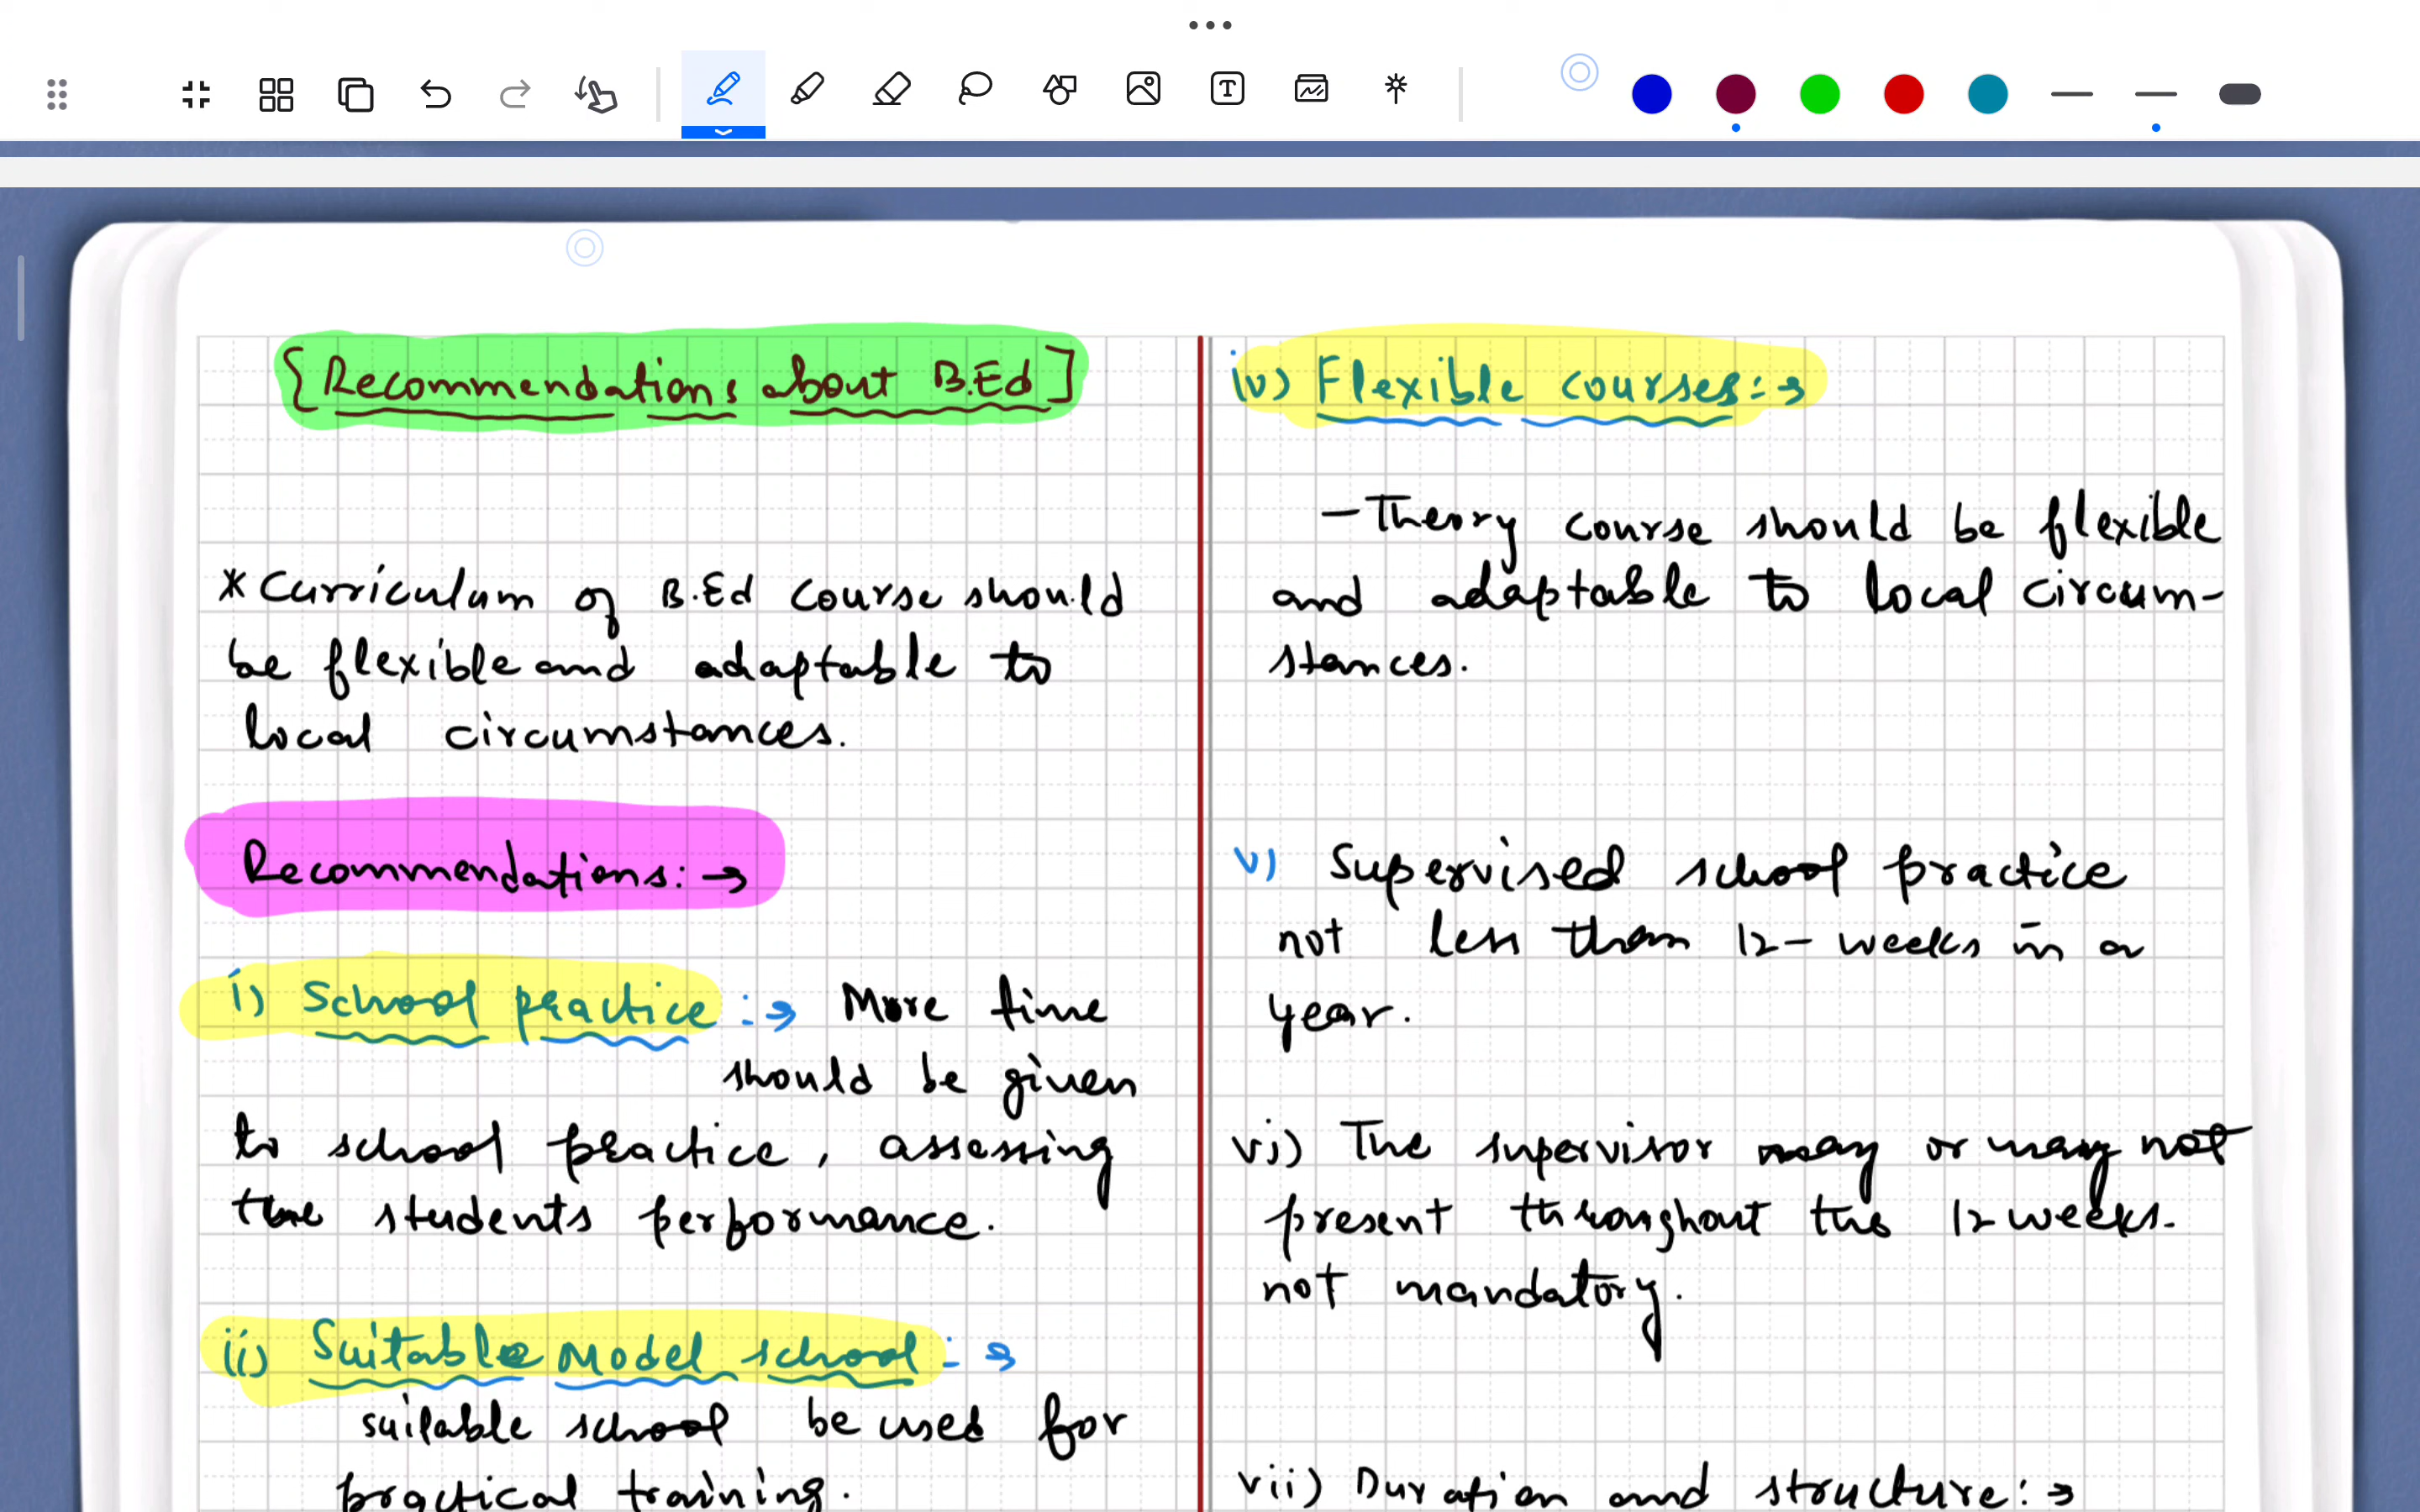 [Recommendations about B.Ed]
* Curriculum of B.Ed course should
be flexible and adaptable to
local circumstances.
Recommendations: →
i) School practice :→ More time
should be given
to school practice, assessing
the students performance.
ii) Suitable Model school :- →
suitable school be used for
practical training.
iv) Flexible courses: →
- Theory course should be flexible
and adaptable to local circum-
stances.
v) Supervised school practice
not less than 12- weeks in a
year.
vi) The supervisor may or may not
present throughout the 12 weeks.
not mandatory.
vii) Duration and structure: →